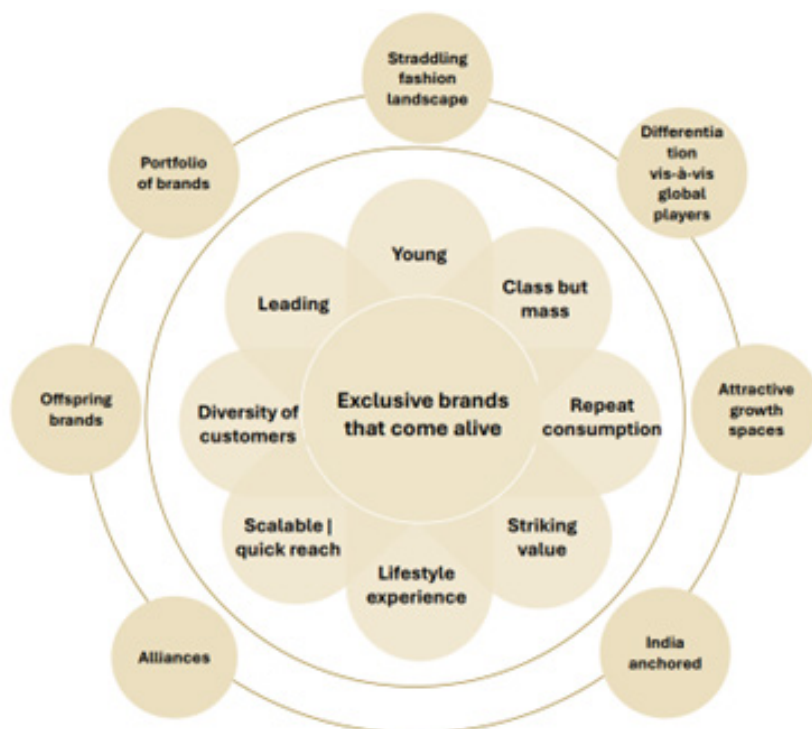 Straddling
fashion
landscape
Differentia
tion
vis-à-vis
global
players
Attractive
growth
spaces
India
anchored
Alliances
Offspring
brands
Portfolio
of brands
Young
Class but
mass
Repeat
consumption
Striking
value
Lifestyle
experience
Scalable |
quick reach
Diversity of
customers
Leading
Exclusive brands
that come alive